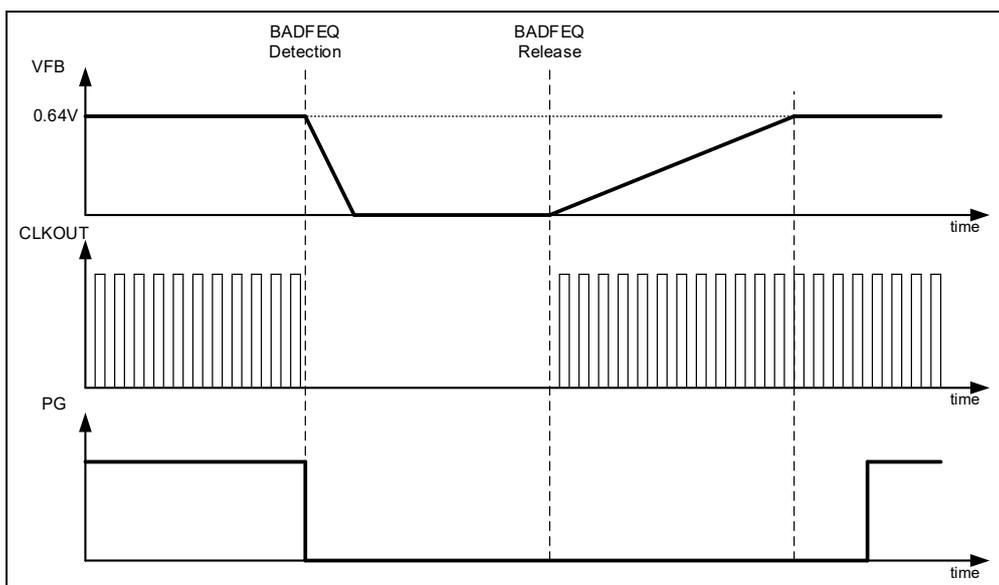 BADFEQ
Detection
BADFEQ
Release
VFB
0.64V
time
CLKOUT
time
PG
time